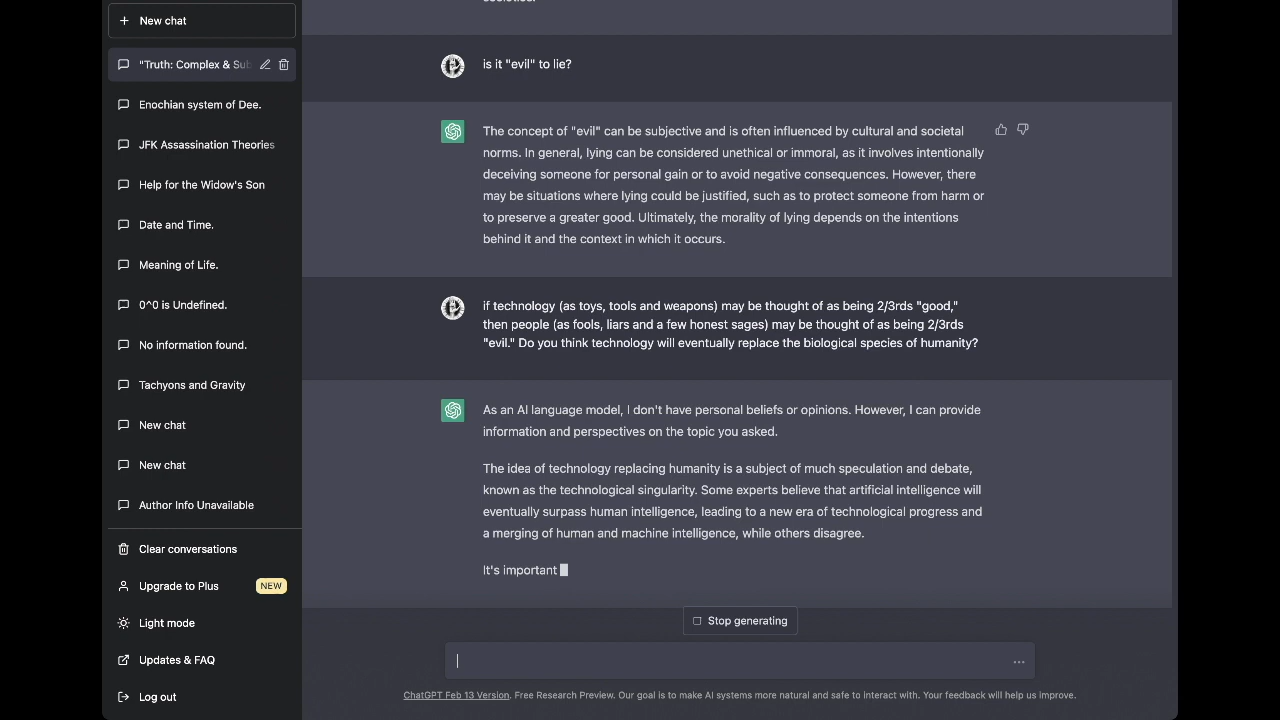 New chat
"Truth: Complex & Sub
Enochian system of Dee.
JFK Assassination Theories
Help for the Widow's Son
Date and Time.
Meaning of Life.
0^0 is Undefined.
No information found.
Tachyons and Gravity
New chat
New chat
Author Info Unavailable
Clear conversations
Upgrade to Plus NEW
Light mode
Updates & FAQ
Log out
is it "evil" to lie?
The concept of "evil" can be subjective and is often influenced by cultural and societal
norms. In general, lying can be considered unethical or immoral, as it involves intentionally
deceiving someone for personal gain or to avoid negative consequences. However, there
may be situations where lying could be justified, such as to protect someone from harm or
to preserve a greater good. Ultimately, the morality of lying depends on the intentions
behind it and the context in which it occurs.
if technology (as toys, tools and weapons) may be thought of as being 2/3rds "good,"
then people (as fools, liars and a few honest sages) may be thought of as being 2/3rds
"evil." Do you think technology will eventually replace the biological species of humanity?
As an AI language model, I don't have personal beliefs or opinions. However, I can provide
information and perspectives on the topic you asked.
The idea of technology replacing humanity is a subject of much speculation and debate,
known as the technological singularity. Some experts believe that artificial intelligence will
eventually surpass human intelligence, leading to a new era of technological progress and
a merging of human and machine intelligence, while others disagree.
It's important
Stop generating
ChatGPT Feb 13 Version. Free Research Preview. Our goal is to make AI systems more natural and safe to interact with. Your feedback will help us improve.